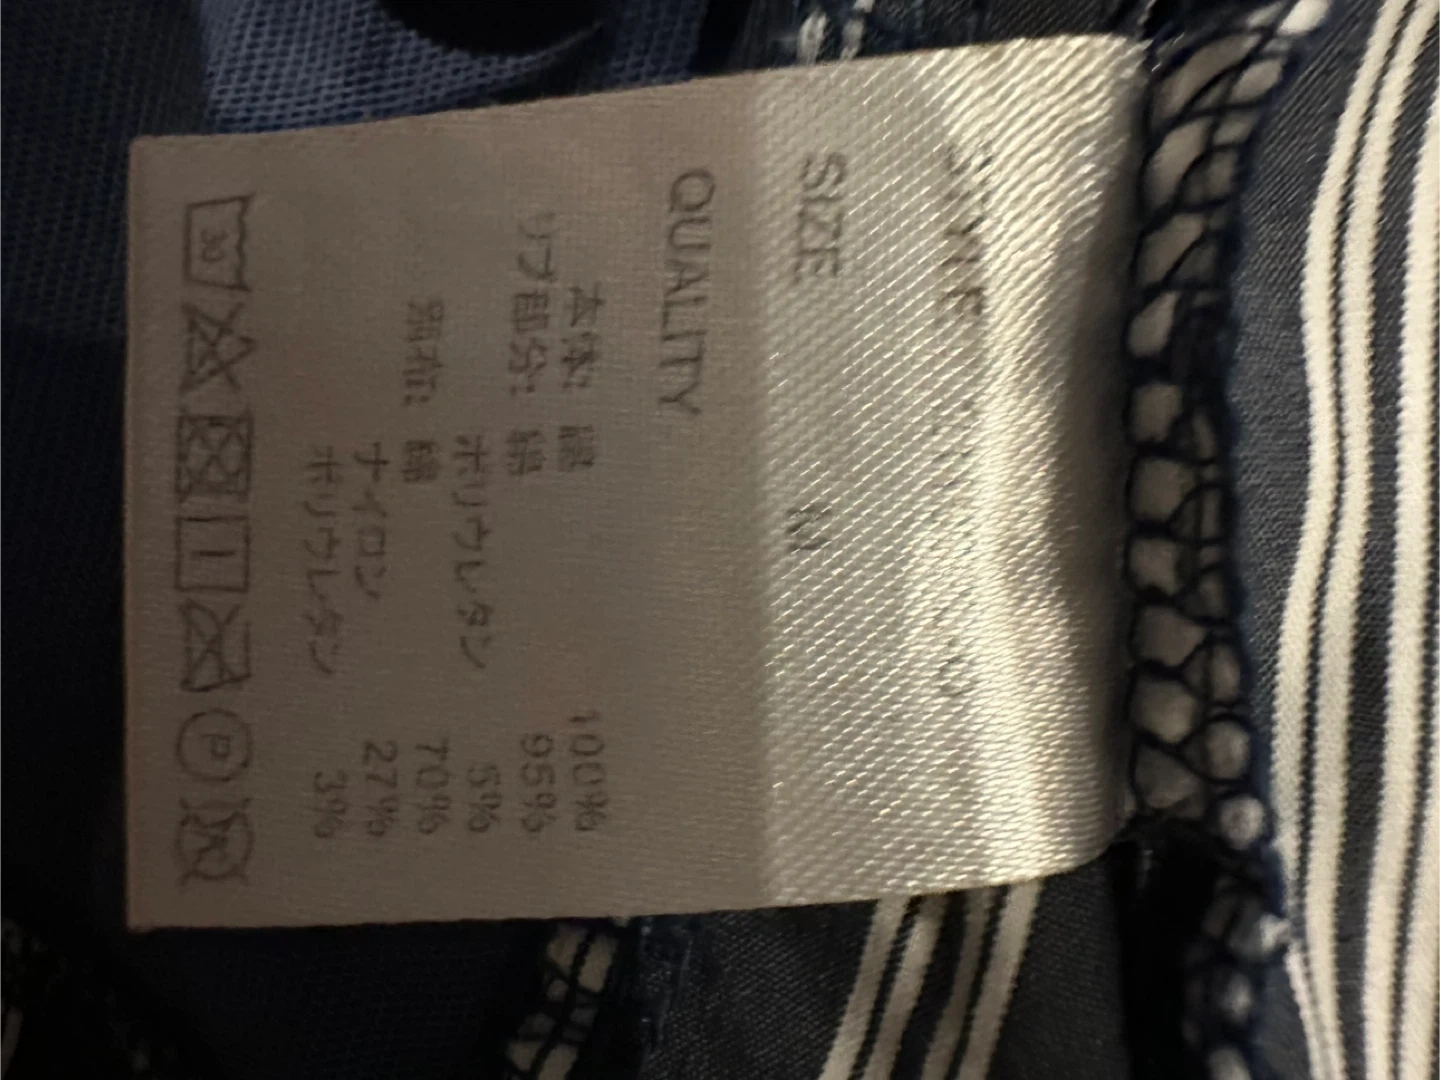 STYLE
SIZE M
QUALITY
本体: 綿 100%
リブ部分: 綿 95%
ポリウレタン 5%
別布: 綿 70%
ナイロン 27%
ポリウレタン 3%
30 P W